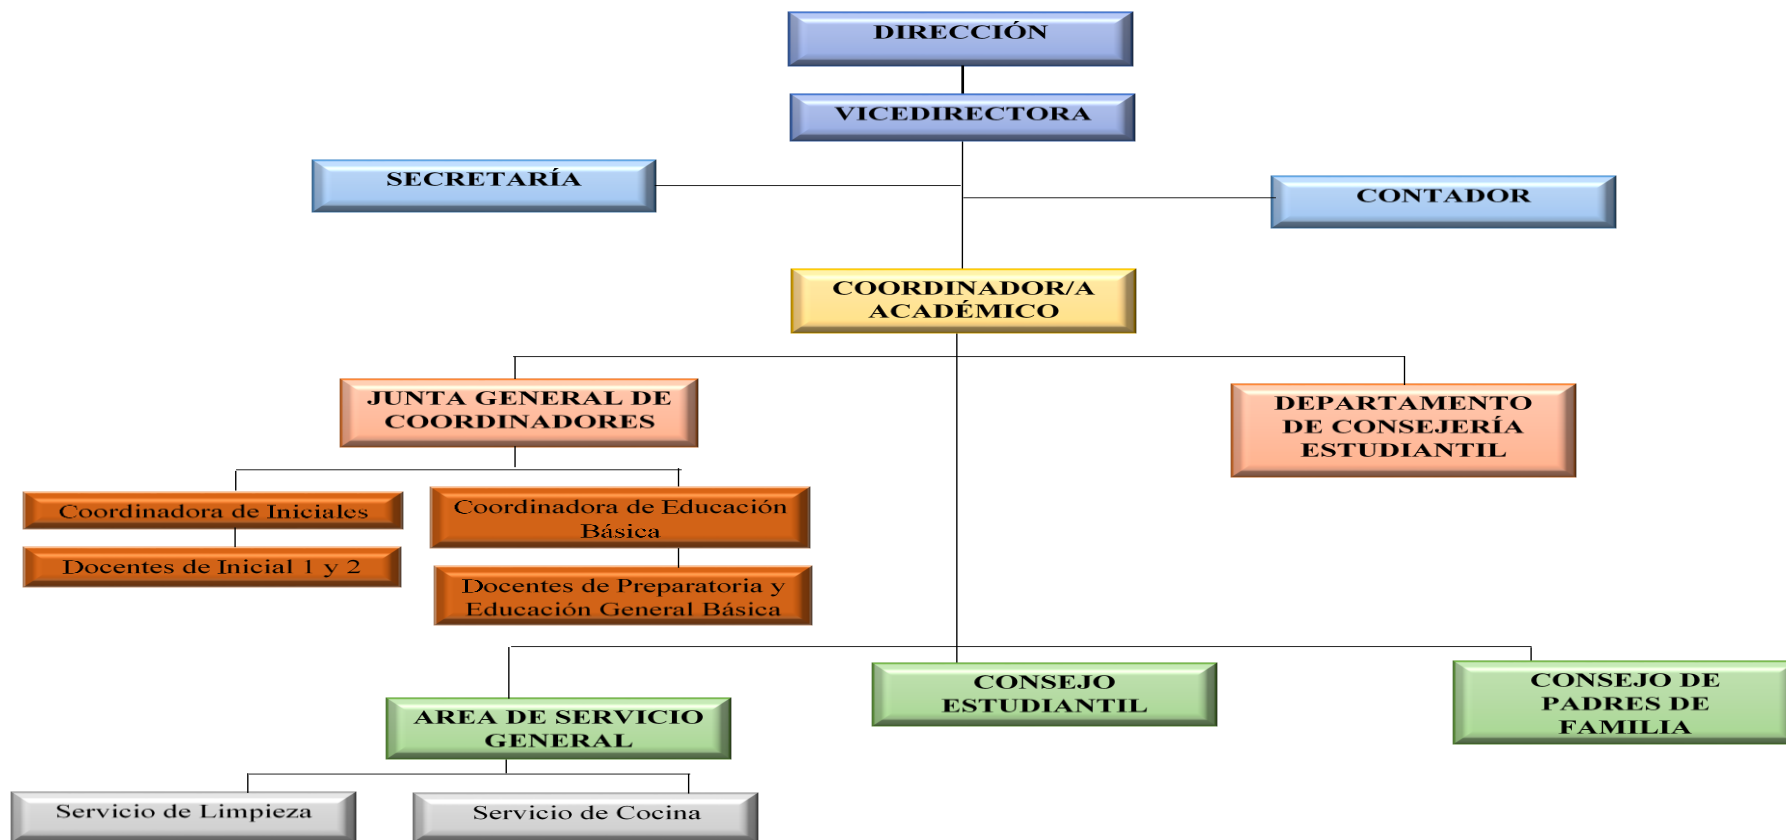 DIRECCIÓN
VICEDIRECTORA
SECRETARÍA
CONTADOR
COORDINADOR/A
ACADÉMICO
JUNTA GENERAL DE
COORDINADORES
DEPARTAMENTO
DE CONSEJERÍA
ESTUDIANTIL
Coordinadora de Iniciales
Docentes de Inicial 1 y 2
Coordinadora de Educación
Básica
Docentes de Preparatoria y
Educación General Básica
AREA DE SERVICIO
GENERAL
CONSEJO
ESTUDIANTIL
CONSEJO DE
PADRES DE
FAMILIA
Servicio de Limpieza
Servicio de Cocina